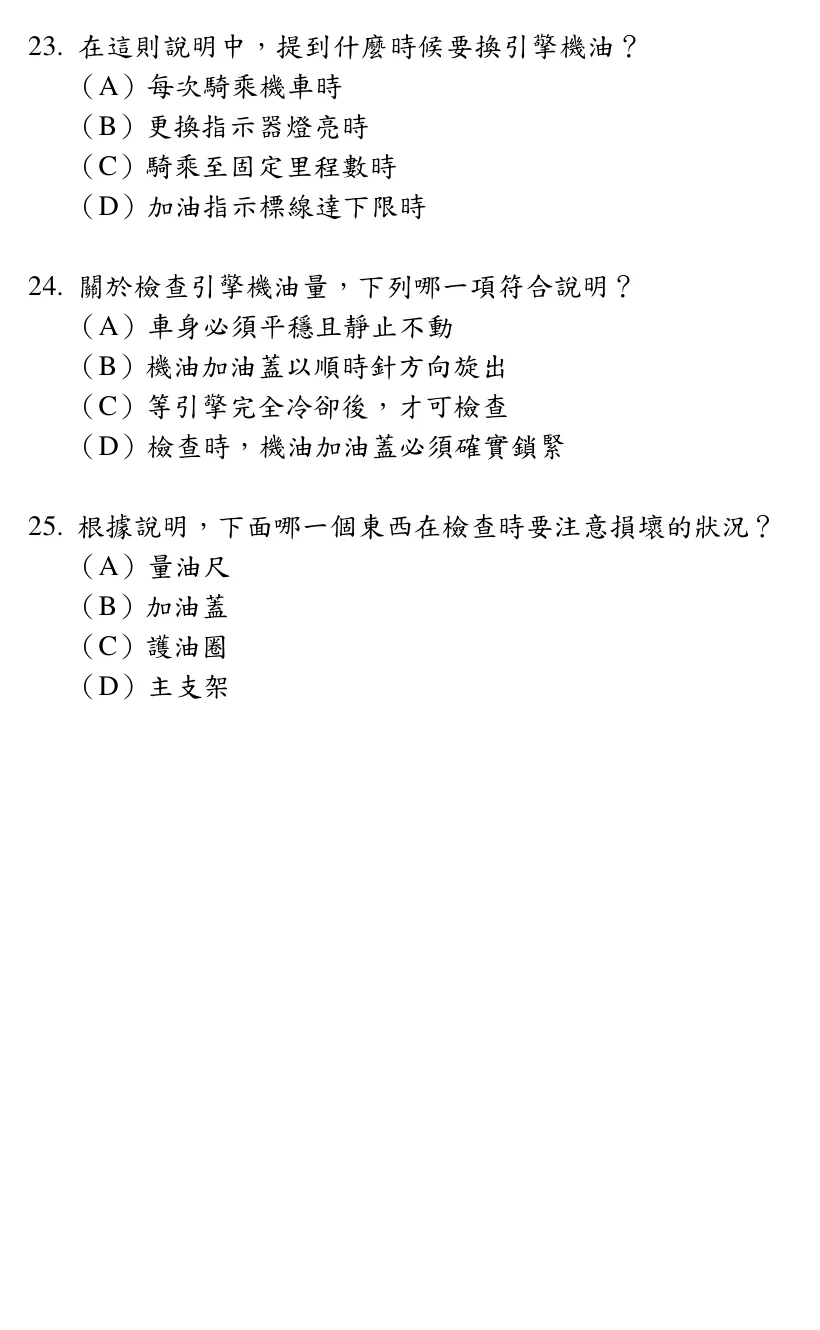 23. 在這則說明中，提到什麼時候要換引擎機油？
（A）每次騎乘機車時
（B）更換指示器燈亮時
（C）騎乘至固定里程數時
（D）加油指示標線達下限時
24. 關於檢查引擎機油量，下列哪一項符合說明？
（A）車身必須平穩且靜止不動
（B）機油加油蓋以順時針方向旋出
（C）等引擎完全冷卻後，才可檢查
（D）檢查時，機油加油蓋必須確實鎖緊
25. 根據說明，下面哪一個東西在檢查時要注意損壞的狀況？
（A）量油尺
（B）加油蓋
（C）護油圈
（D）主支架